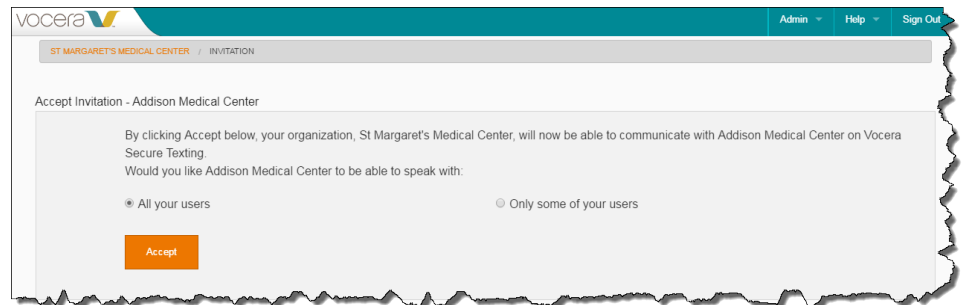 vocera
Admin Help Sign Out
ST MARGARET'S MEDICAL CENTER / INVITATION
Accept Invitation - Addison Medical Center
By clicking Accept below, your organization, St Margaret's Medical Center, will now be able to communicate with Addison Medical Center on Vocera
Secure Texting.
Would you like Addison Medical Center to be able to speak with:
All your users Only some of your users
Accept